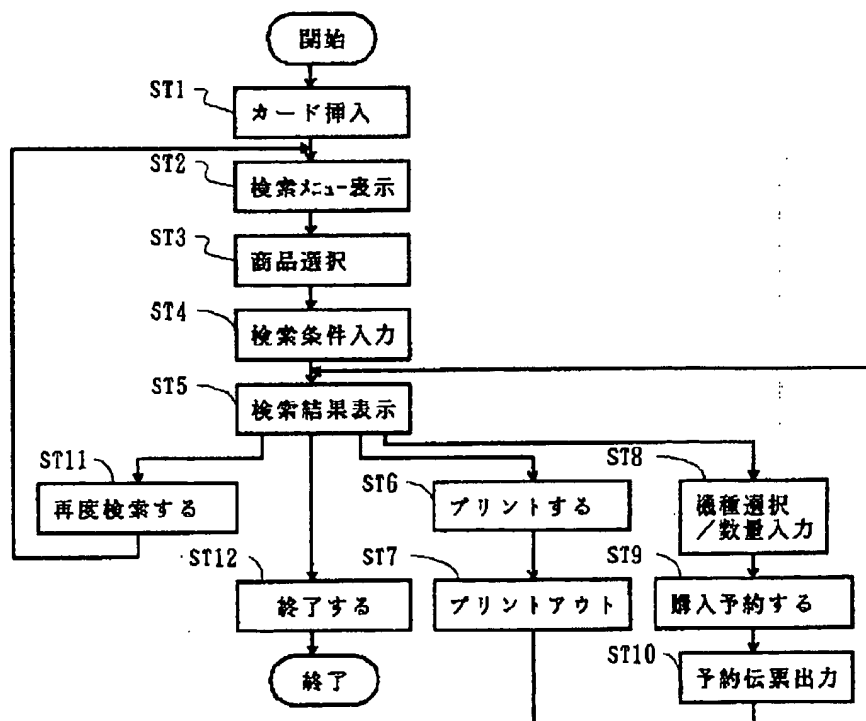 開始
ST1
カード挿入
ST2
検索メニュー表示
ST3
商品選択
ST4
検索条件入力
ST5
検索結果表示
ST11
再度検索する
ST6
プリントする
ST8
機種選択
/数量入力
ST12
終了する
ST7
プリントアウト
ST9
購入予約する
終了
ST10
予約伝票出力